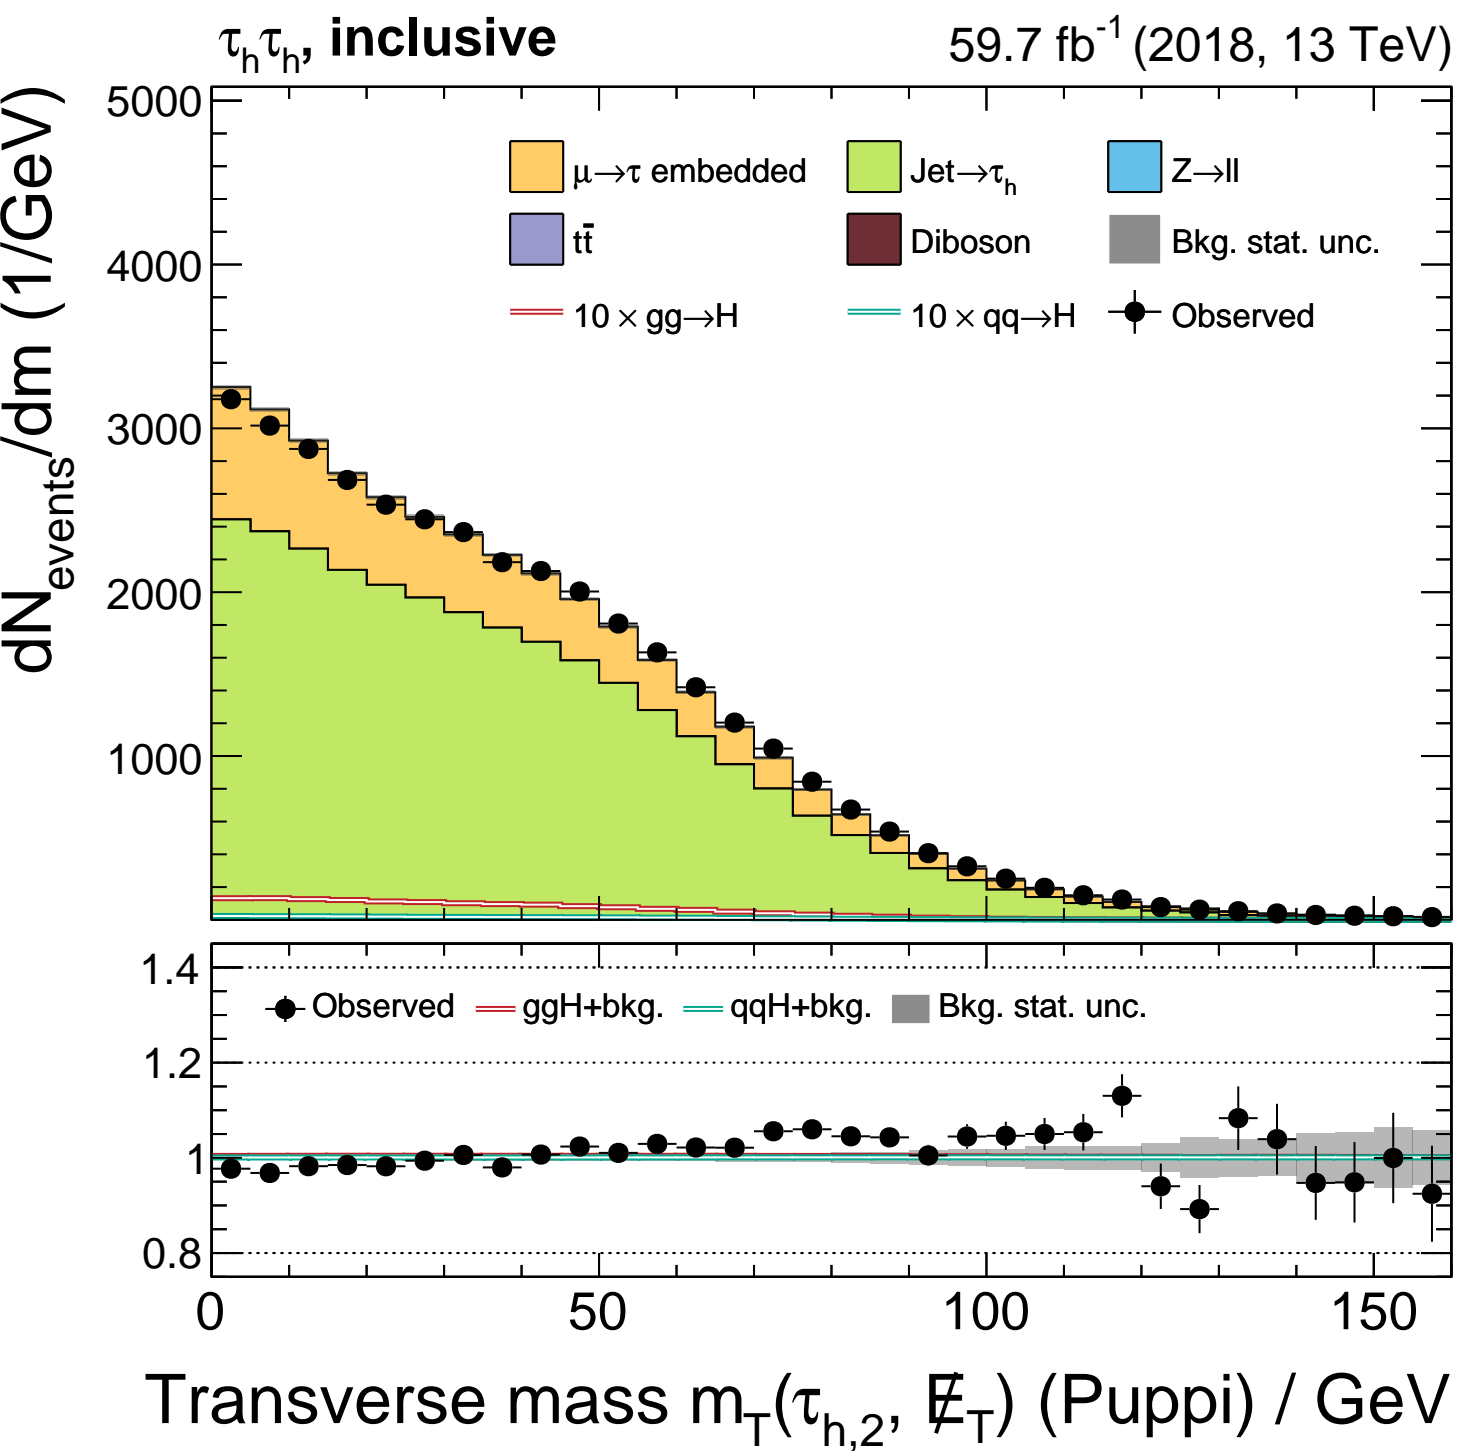 τhτh, inclusive 59.7 fb-1 (2018, 13 TeV)
5000
4000
3000
2000
1000
dNevents/dm (1/GeV)
μ→τ embedded Jet→τh Z→ll
tt̄ Diboson Bkg. stat. unc.
10 × gg→H 10 × qq→H Observed
1.4
1.2
1
0.8
Observed ggH+bkg. qqH+bkg. Bkg. stat. unc.
0 50 100 150
Transverse mass mT(τh,2, E̸T) (Puppi) / GeV